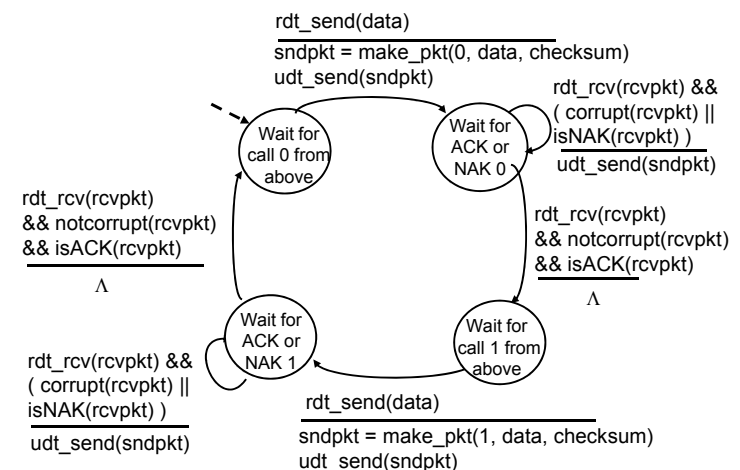 rdt_send(data)
sndpkt = make_pkt(0, data, checksum)
udt_send(sndpkt)
rdt_rcv(rcvpkt) &&
( corrupt(rcvpkt) ||
isNAK(rcvpkt) )
udt_send(sndpkt)
Wait for
call 0 from
above
Wait for
ACK or
NAK 0
rdt_rcv(rcvpkt)
&& notcorrupt(rcvpkt)
&& isACK(rcvpkt)
Λ
rdt_rcv(rcvpkt)
&& notcorrupt(rcvpkt)
&& isACK(rcvpkt)
Λ
Wait for
ACK or
NAK 1
Wait for
call 1 from
above
rdt_rcv(rcvpkt) &&
( corrupt(rcvpkt) ||
isNAK(rcvpkt) )
udt_send(sndpkt)
rdt_send(data)
sndpkt = make_pkt(1, data, checksum)
udt_send(sndpkt)